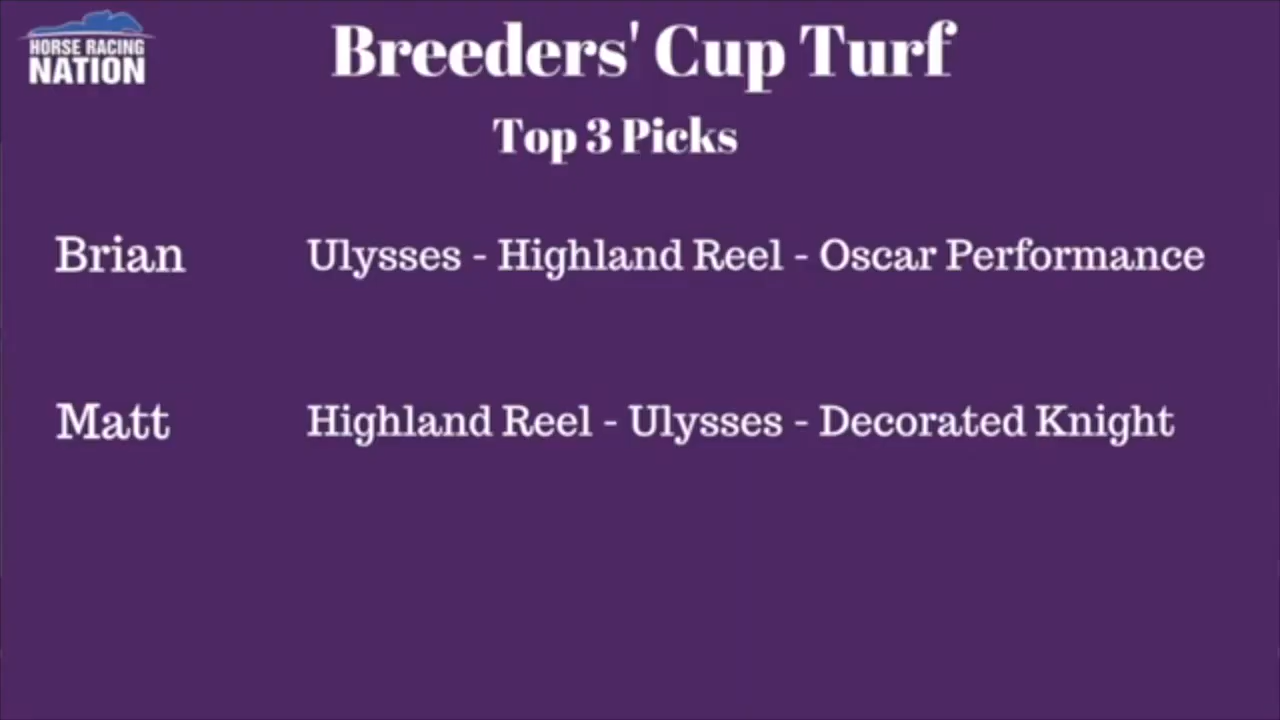 HORSE RACING
NATION
Breeders' Cup Turf
Top 3 Picks
Brian Ulysses - Highland Reel - Oscar Performance
Matt Highland Reel - Ulysses - Decorated Knight